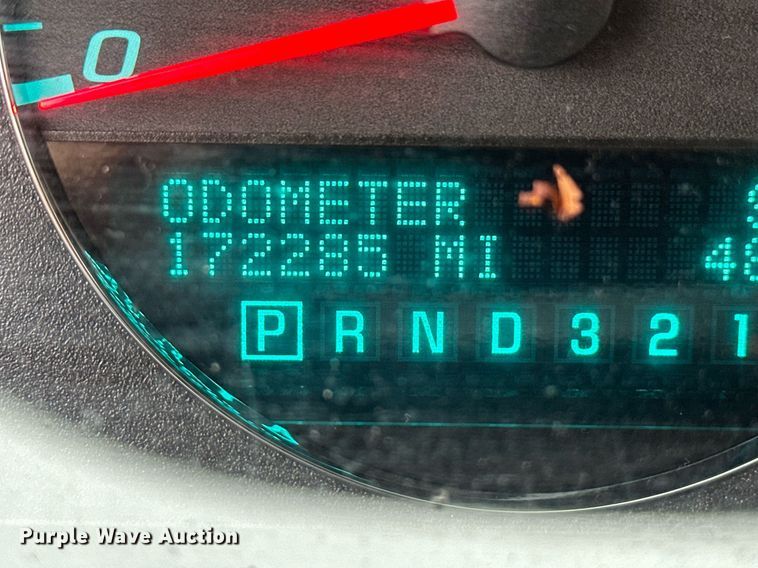 0
ODOMETER
172285 MI
P R N D 3 2 1
Purple Wave Auction